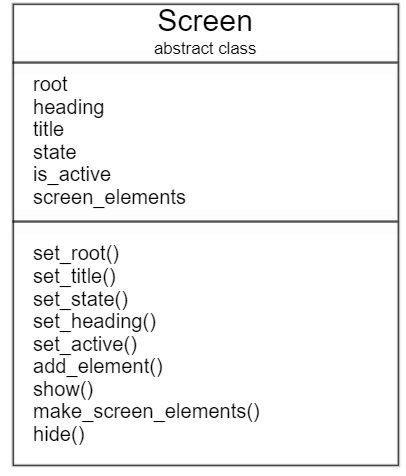 Screen
abstract class
root
heading
title
state
is_active
screen_elements
set_root()
set_title()
set_state()
set_heading()
set_active()
add_element()
show()
make_screen_elements()
hide()